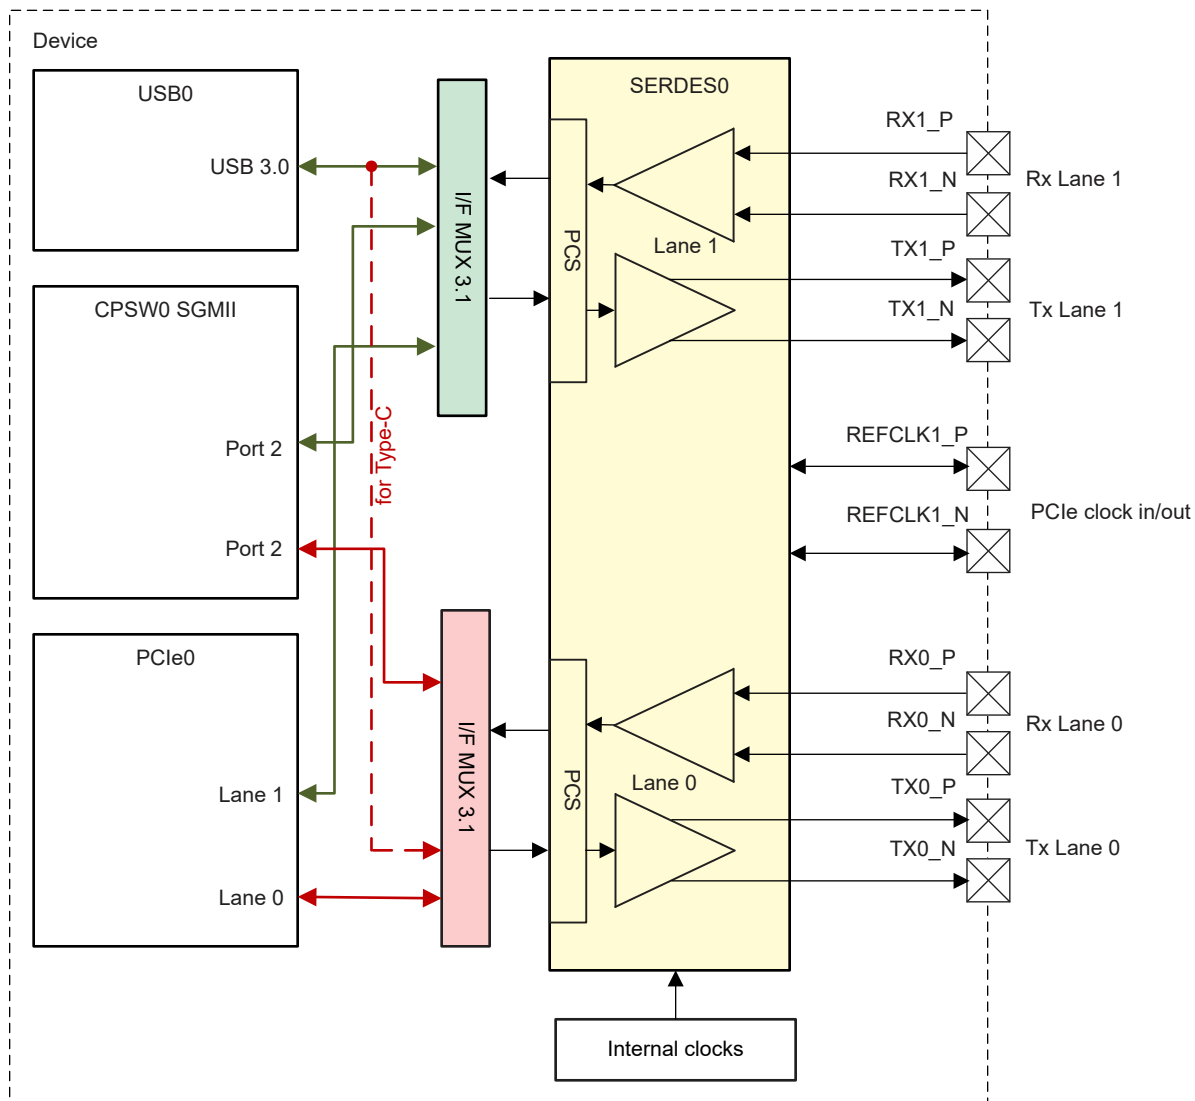 Device
USB0
USB 3.0
CPSW0 SGMII
Port 2
Port 2
PCIe0
Lane 1
Lane 0
for Type-C
I/F MUX 3.1
I/F MUX 3.1
SERDES0
PCS
Lane 1
PCS
Lane 0
Internal clocks
RX1_P
RX1_N
Rx Lane 1
TX1_P
TX1_N
Tx Lane 1
REFCLK1_P
REFCLK1_N
PCIe clock in/out
RX0_P
RX0_N
Rx Lane 0
TX0_P
TX0_N
Tx Lane 0